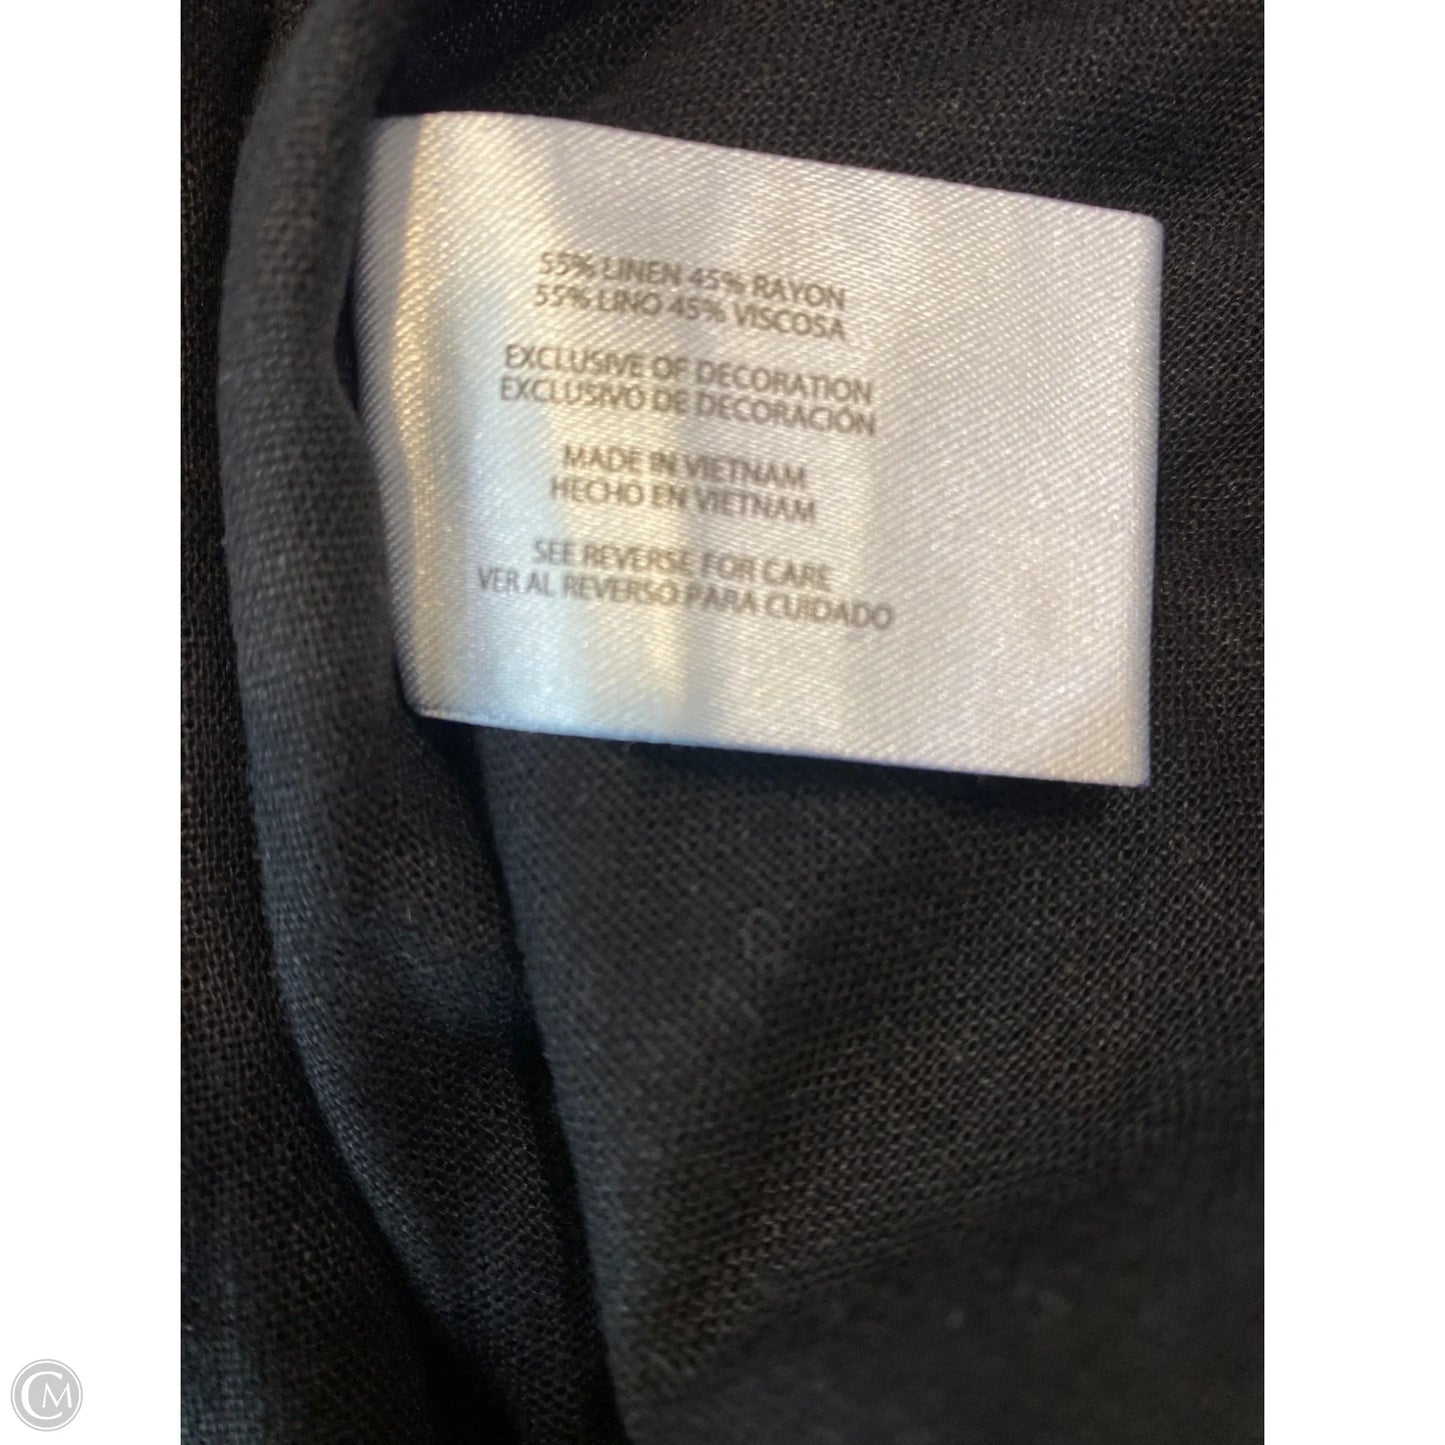 55% LINEN 45% RAYON
55% LINO 45% VISCOSA
EXCLUSIVE OF DECORATION
EXCLUSIVO DE DECORACIÓN
MADE IN VIETNAM
HECHO EN VIETNAM
SEE REVERSE FOR CARE
VER AL REVERSO PARA CUIDADO
CM